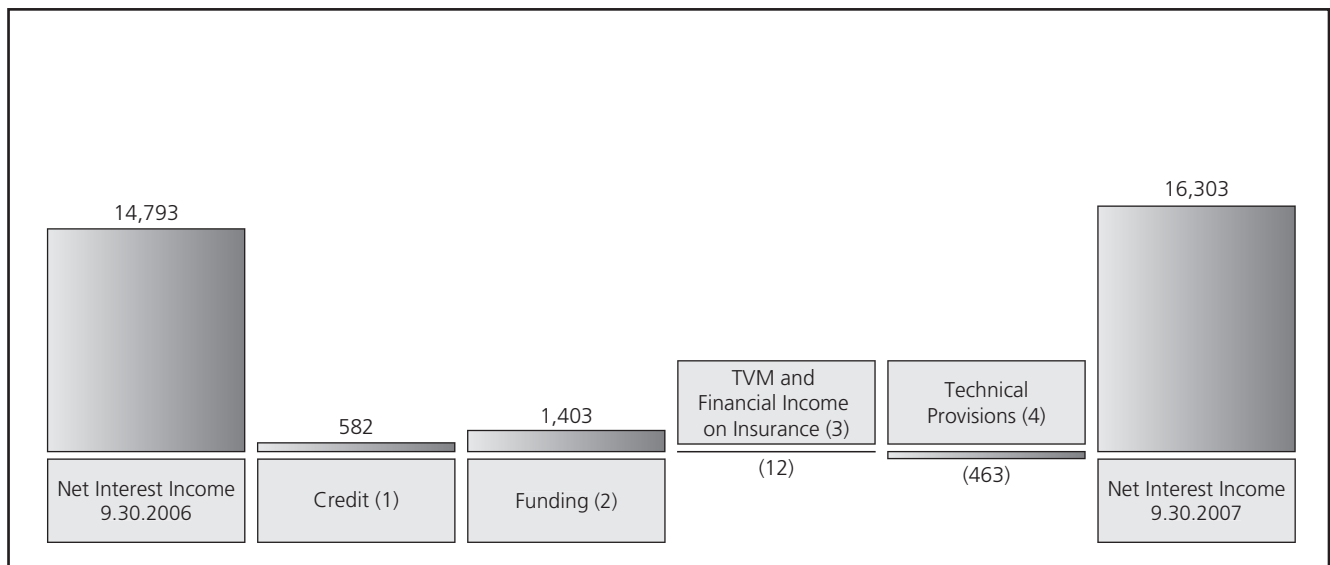 14,793
Net Interest Income
9.30.2006
582
Credit (1)
1,403
Funding (2)
TVM and
Financial Income
on Insurance (3)
(12)
Technical
Provisions (4)
(463)
16,303
Net Interest Income
9.30.2007